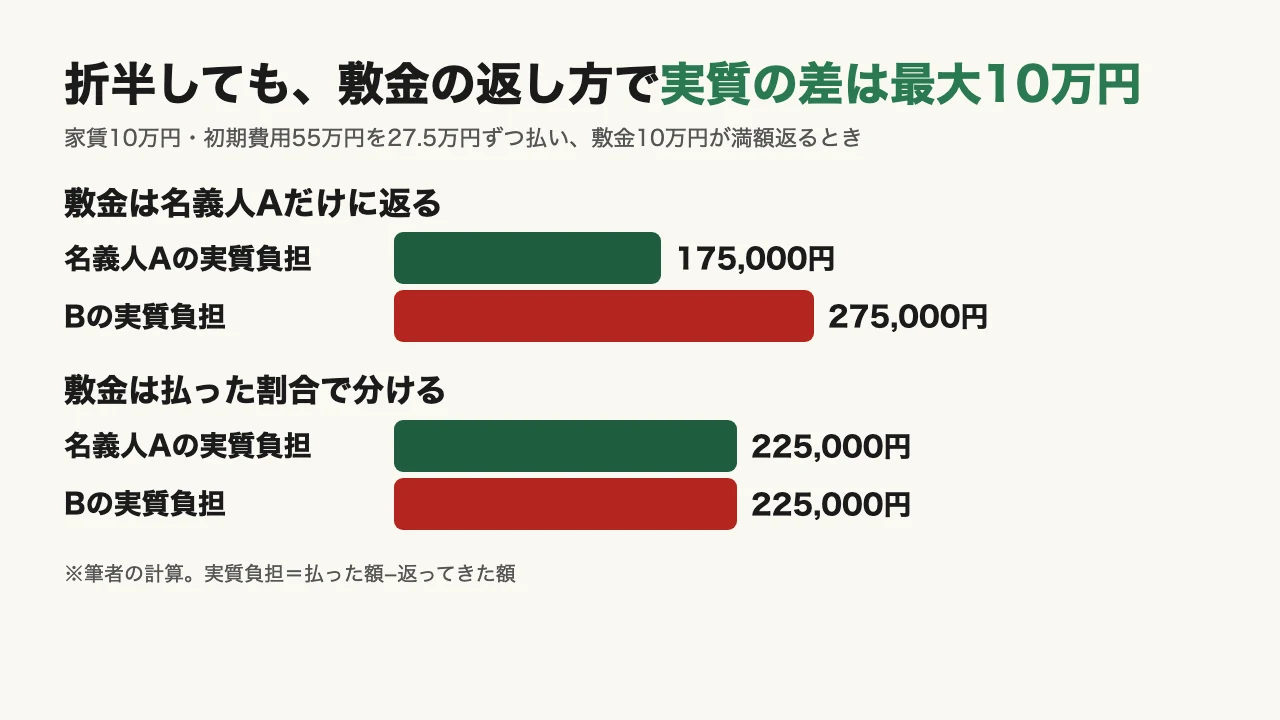 折半しても、敷金の返し方で実質の差は最大10万円
家賃10万円・初期費用55万円を27.5万円ずつ払い、敷金10万円が満額返るとき
敷金は名義人Aだけに返る
名義人Aの実質負担 175,000円
Bの実質負担 275,000円
敷金は払った割合で分ける
名義人Aの実質負担 225,000円
Bの実質負担 225,000円
※筆者の計算。実質負担＝払った額−返ってきた額